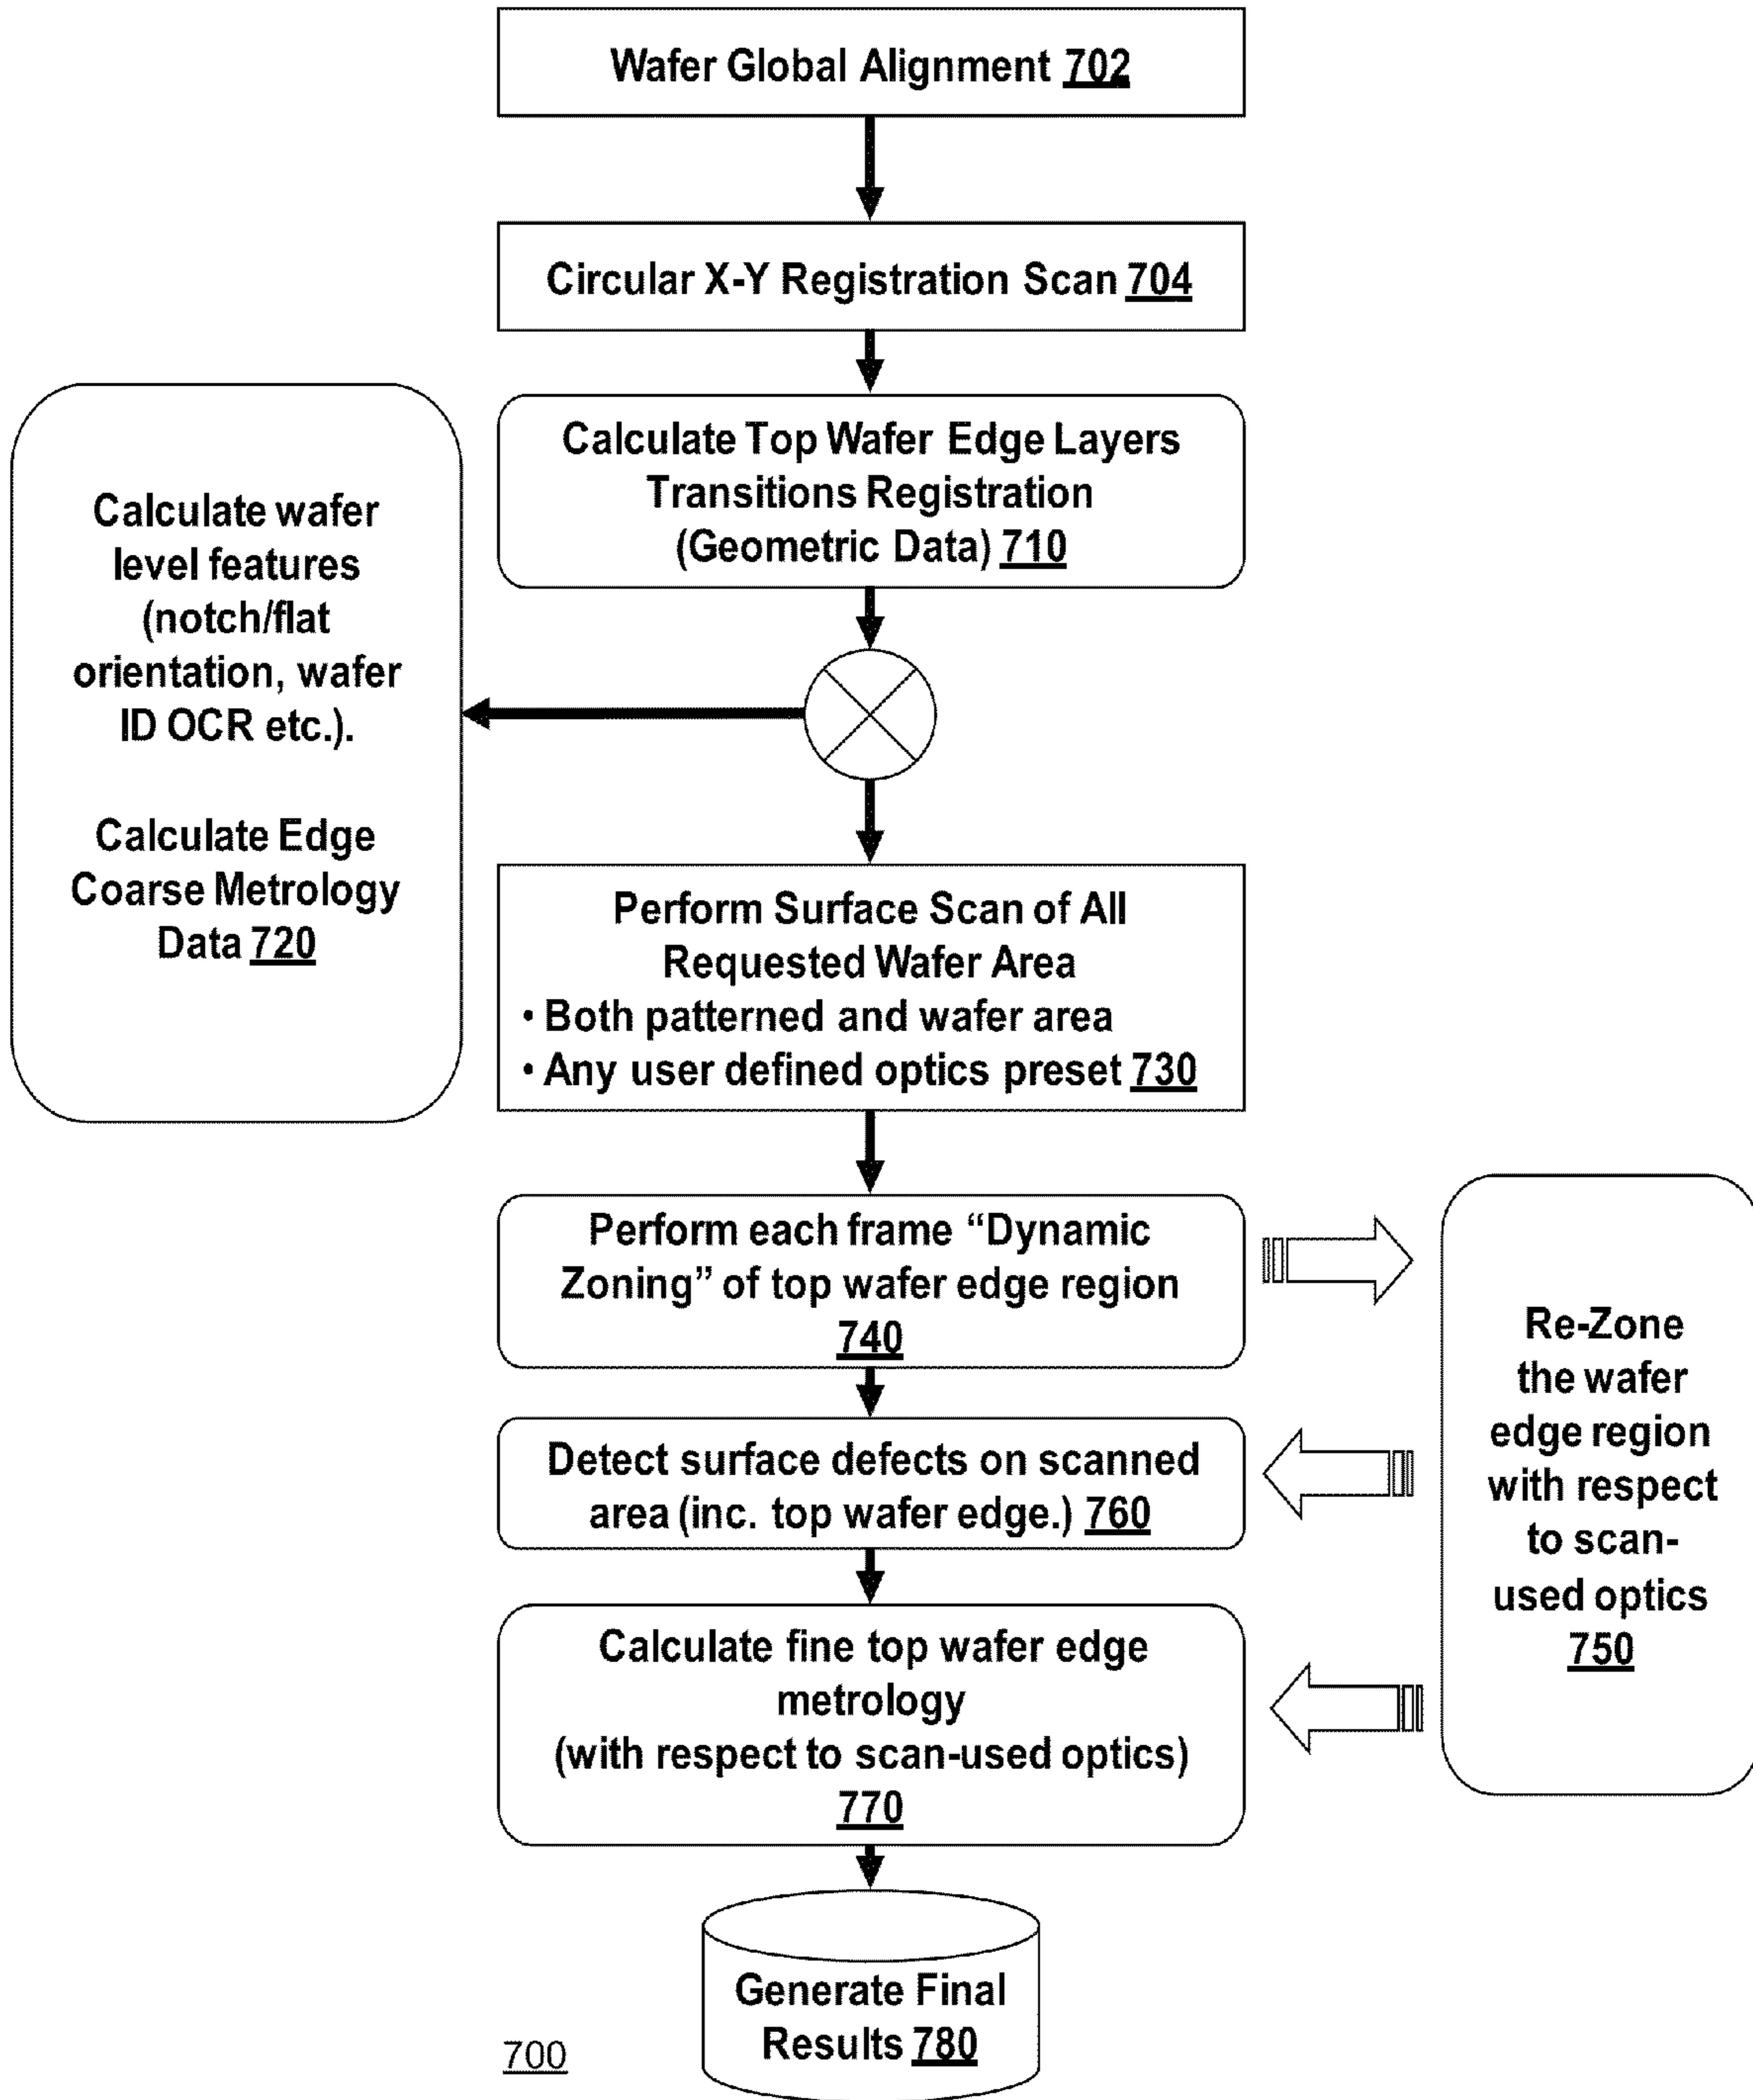 Wafer Global Alignment 702
Circular X-Y Registration Scan 704
Calculate Top Wafer Edge Layers
Transitions Registration
(Geometric Data) 710
Calculate wafer
level features
(notch/flat
orientation, wafer
ID OCR etc.).
Calculate Edge
Coarse Metrology
Data 720
Perform Surface Scan of All
Requested Wafer Area
• Both patterned and wafer area
• Any user defined optics preset 730
Perform each frame “Dynamic
Zoning” of top wafer edge region
740
Re-Zone
the wafer
edge region
with respect
to scan-
used optics
750
Detect surface defects on scanned
area (inc. top wafer edge.) 760
Calculate fine top wafer edge
metrology
(with respect to scan-used optics)
770
Generate Final
Results 780
700